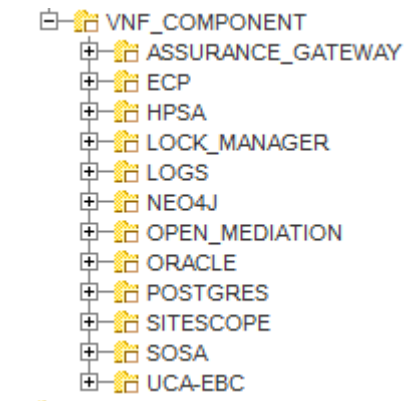 VNF_COMPONENT
ASSURANCE_GATEWAY
ECP
HPSA
LOCK_MANAGER
LOGS
NEO4J
OPEN_MEDIATION
ORACLE
POSTGRES
SITESCOPE
SOSA
UCA-EBC